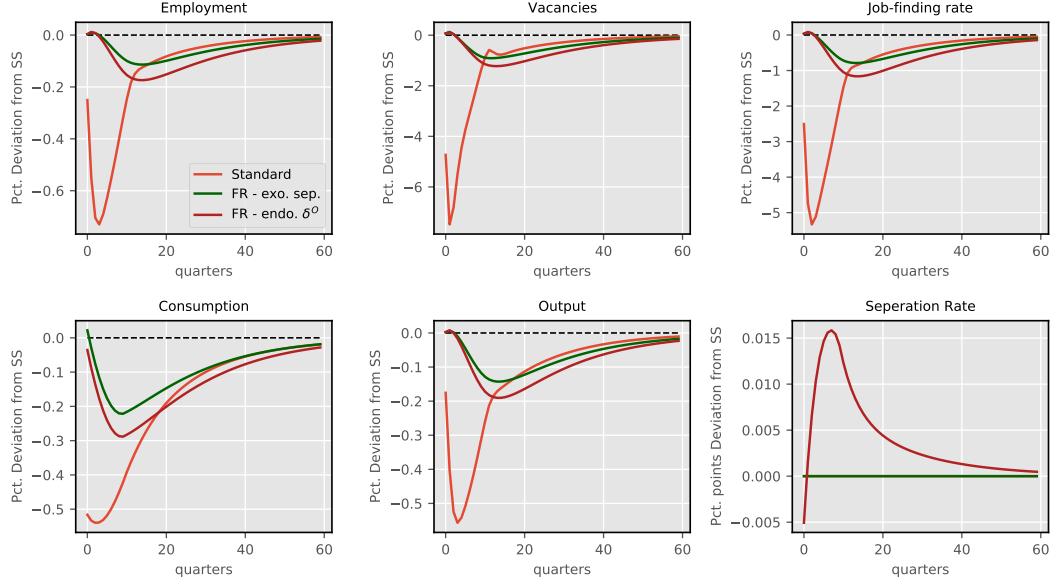 Employment
Pct. Deviation from SS
0.0
−0.2
−0.4
−0.6
0
20
40
60
quarters
Standard
FR - exo. sep.
FR - endo. δ^O
Vacancies
Pct. Deviation from SS
0
−2
−4
−6
0
20
40
60
quarters
Job-finding rate
Pct. Deviation from SS
0
−1
−2
−3
−4
−5
0
20
40
60
quarters
Consumption
Pct. Deviation from SS
0.0
−0.1
−0.2
−0.3
−0.4
−0.5
0
20
40
60
quarters
Output
Pct. Deviation from SS
0.0
−0.1
−0.2
−0.3
−0.4
−0.5
0
20
40
60
quarters
Seperation Rate
Pct. points Deviation from SS
0.015
0.010
0.005
0.000
−0.005
0
20
40
60
quarters